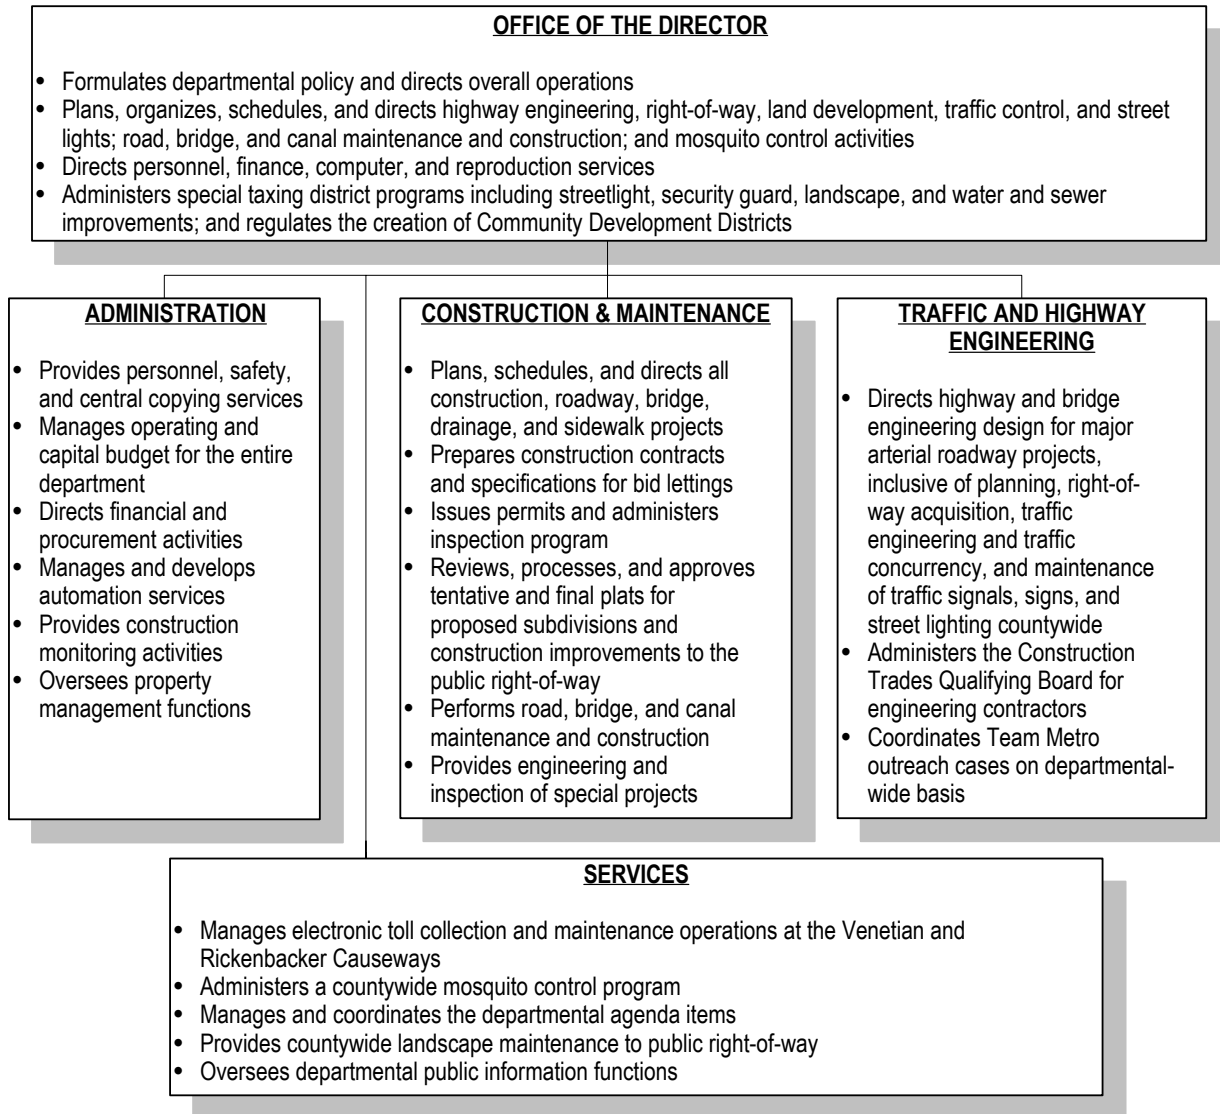 OFFICE OF THE DIRECTOR
• Formulates departmental policy and directs overall operations
• Plans, organizes, schedules, and directs highway engineering, right-of-way, land development, traffic control, and street
lights; road, bridge, and canal maintenance and construction; and mosquito control activities
• Directs personnel, finance, computer, and reproduction services
• Administers special taxing district programs including streetlight, security guard, landscape, and water and sewer
improvements; and regulates the creation of Community Development Districts
ADMINISTRATION
• Provides personnel, safety,
and central copying services
• Manages operating and
capital budget for the entire
department
• Directs financial and
procurement activities
• Manages and develops
automation services
• Provides construction
monitoring activities
• Oversees property
management functions
CONSTRUCTION & MAINTENANCE
• Plans, schedules, and directs all
construction, roadway, bridge,
drainage, and sidewalk projects
• Prepares construction contracts
and specifications for bid lettings
• Issues permits and administers
inspection program
• Reviews, processes, and approves
tentative and final plats for
proposed subdivisions and
construction improvements to the
public right-of-way
• Performs road, bridge, and canal
maintenance and construction
• Provides engineering and
inspection of special projects
TRAFFIC AND HIGHWAY
ENGINEERING
• Directs highway and bridge
engineering design for major
arterial roadway projects,
inclusive of planning, right-of-
way acquisition, traffic
engineering and traffic
concurrency, and maintenance
of traffic signals, signs, and
street lighting countywide
• Administers the Construction
Trades Qualifying Board for
engineering contractors
• Coordinates Team Metro
outreach cases on departmental-
wide basis
SERVICES
• Manages electronic toll collection and maintenance operations at the Venetian and
Rickenbacker Causeways
• Administers a countywide mosquito control program
• Manages and coordinates the departmental agenda items
• Provides countywide landscape maintenance to public right-of-way
• Oversees departmental public information functions